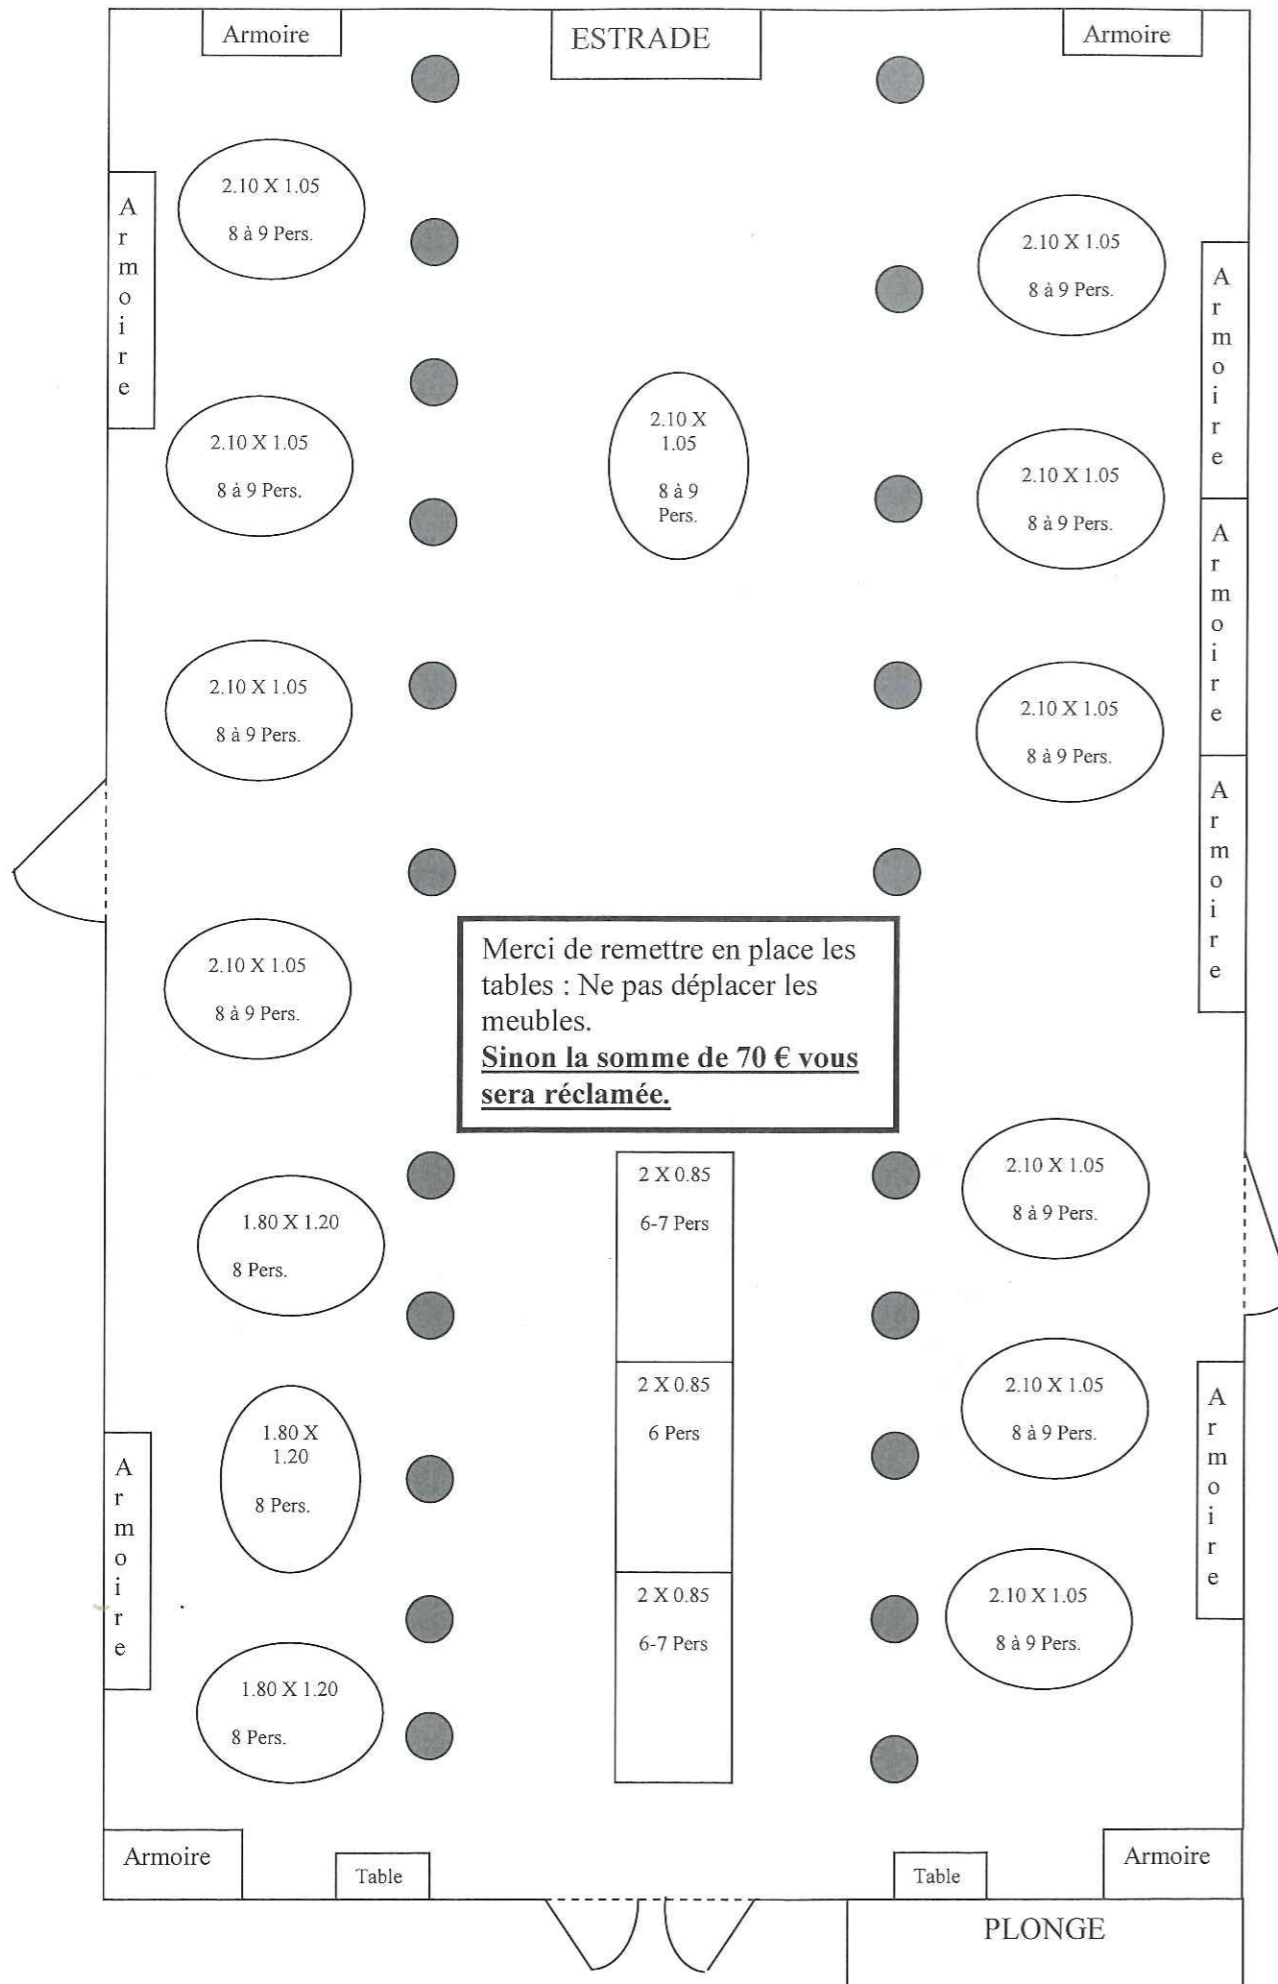 Armoire
ESTRADE
Armoire
2.10 X 1.05
8 à 9 Pers.
Armoire
2.10 X 1.05
8 à 9 Pers.
Armoire
2.10 X
1.05
8 à 9
Pers.
2.10 X 1.05
8 à 9 Pers.
2.10 X 1.05
8 à 9 Pers.
Armoire
2.10 X 1.05
8 à 9 Pers.
2.10 X 1.05
8 à 9 Pers.
Armoire
2.10 X 1.05
8 à 9 Pers.
Merci de remettre en place les
tables : Ne pas déplacer les
meubles.
Sinon la somme de 70 € vous
sera réclamée.
2 X 0.85
6-7 Pers
2.10 X 1.05
8 à 9 Pers.
1.80 X 1.20
8 Pers.
2 X 0.85
6 Pers
2.10 X 1.05
8 à 9 Pers.
Armoire
1.80 X
1.20
8 Pers.
Armoire
2 X 0.85
6-7 Pers
2.10 X 1.05
8 à 9 Pers.
1.80 X 1.20
8 Pers.
Armoire
Table
Table
Armoire
PLONGE